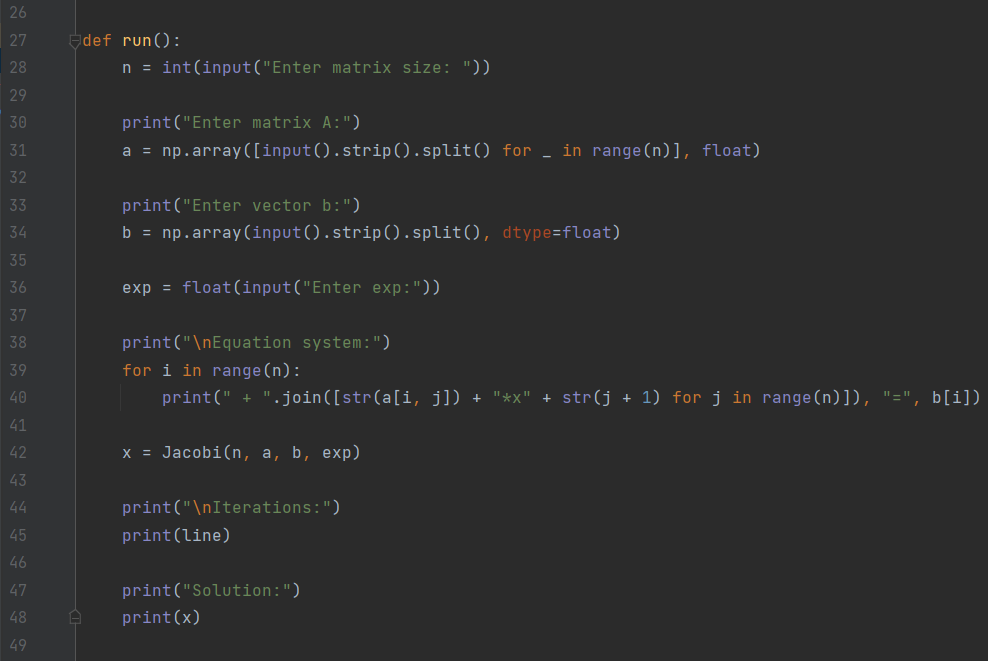 26
27 def run():
28     n = int(input("Enter matrix size: "))
29
30     print("Enter matrix A:")
31     a = np.array([input().strip().split() for _ in range(n)], float)
32
33     print("Enter vector b:")
34     b = np.array(input().strip().split(), dtype=float)
35
36     exp = float(input("Enter exp:"))
37
38     print("\nEquation system:")
39     for i in range(n):
40         print(" + ".join([str(a[i, j]) + "*x" + str(j + 1) for j in range(n)]), "=", b[i])
41
42     x = Jacobi(n, a, b, exp)
43
44     print("\nIterations:")
45     print(line)
46
47     print("Solution:")
48     print(x)
49